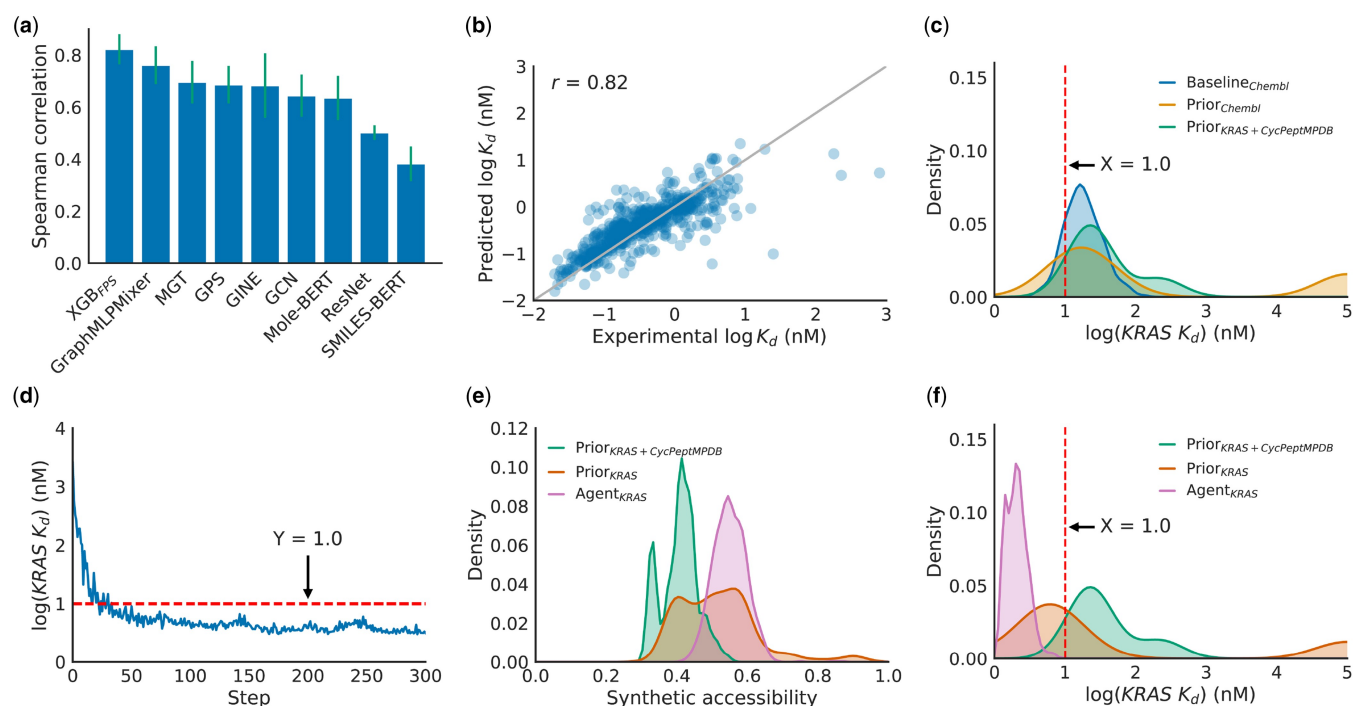 (a)
Spearman correlation
0.8
0.6
0.4
0.2
0.0
XGB_FPS
GraphMLPMixer
MGT
GPS
GINE
GCN
Mole-BERT
ResNet
SMILES-BERT
(b)
r = 0.82
Predicted log K_d (nM)
3
2
1
0
−1
−2
−2 −1 0 1 2 3
Experimental log K_d (nM)
(c)
Baseline_Chembl
Prior_Chembl
Prior_KRAS + CycPeptMPDB
X = 1.0
Density
0.15
0.10
0.05
0.00
0 1 2 3 4 5
log(KRAS K_d) (nM)
(d)
log(KRAS K_d) (nM)
4
3
2
1
0
Y = 1.0
0 50 100 150 200 250 300
Step
(e)
Prior_KRAS + CycPeptMPDB
Prior_KRAS
Agent_KRAS
Density
0.12
0.10
0.08
0.06
0.04
0.02
0.00
0.0 0.2 0.4 0.6 0.8 1.0
Synthetic accessibility
(f)
Prior_KRAS + CycPeptMPDB
Prior_KRAS
Agent_KRAS
X = 1.0
Density
0.15
0.10
0.05
0.00
0 1 2 3 4 5
log(KRAS K_d) (nM)